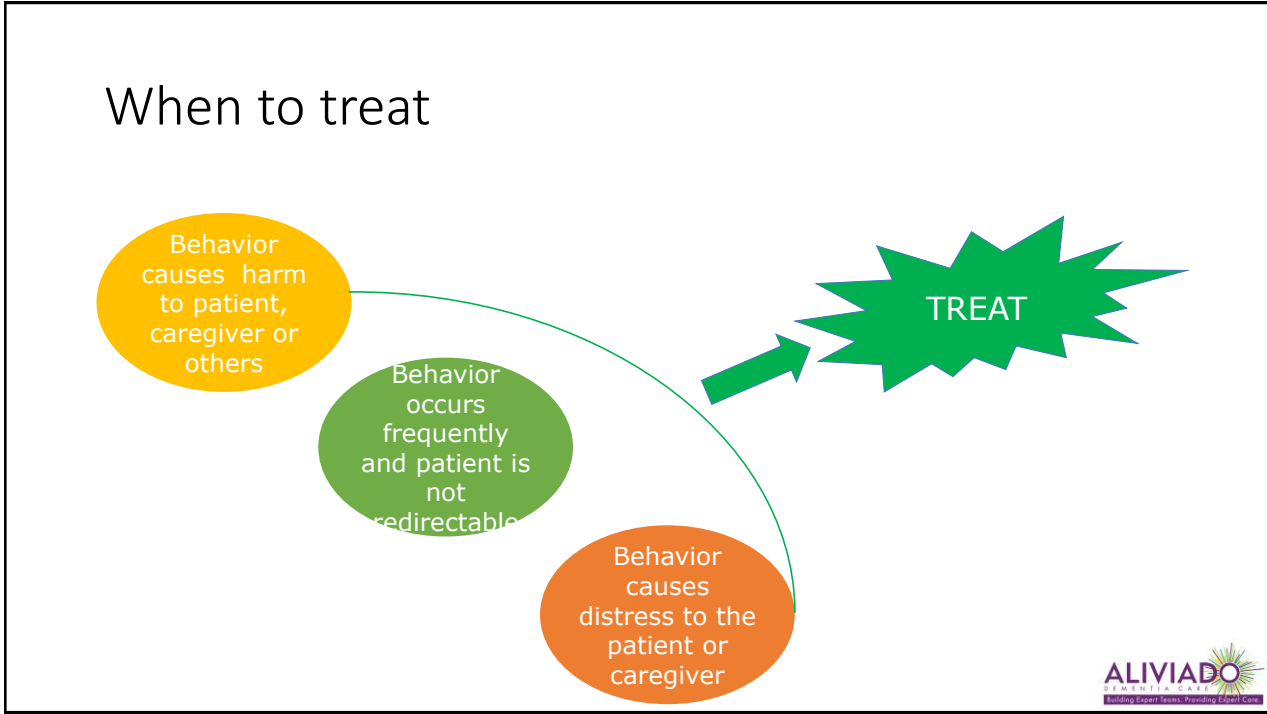 When to treat
Behavior
causes  harm
to patient,
caregiver or
others
Behavior
occurs
frequently
and patient is
not
redirectable
Behavior
causes
distress to the
patient or
caregiver
TREAT
ALIVIADO
DEMENTIA CARE
Building Expert Teams. Providing Expert Care.